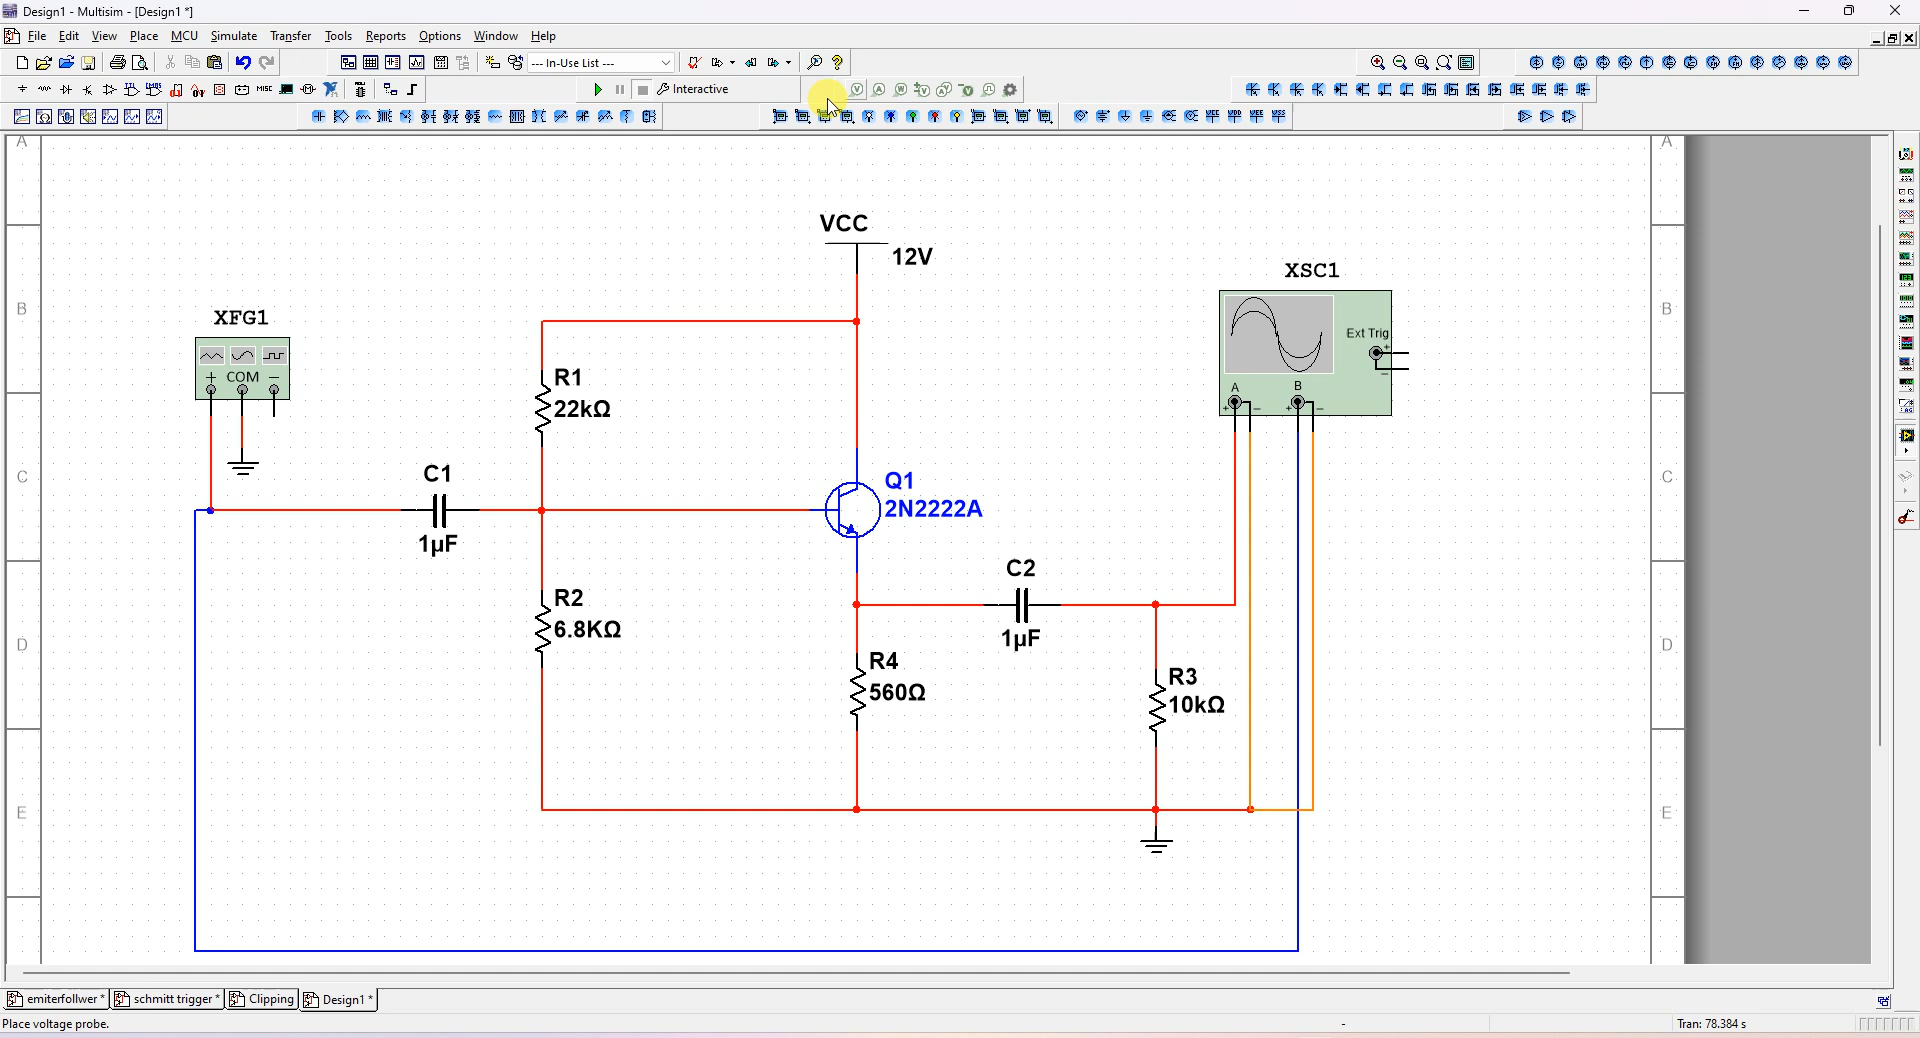 Design1 - Multisim - [Design1 *]
File Edit View Place MCU Simulate Transfer Tools Reports Options Window Help
--- In-Use List ---
Interactive
A A
VCC
12V
XSC1
Ext Trig
A B
B B
XFG1
COM
R1
22kΩ
C1
1µF
C C
Q1
2N2222A
C2
1µF
R2
6.8KΩ
D D
R4
560Ω
R3
10kΩ
E E
emiterfollwer * schmitt trigger * Clipping Design1 *
Place voltage probe. - Tran: 78.384 s